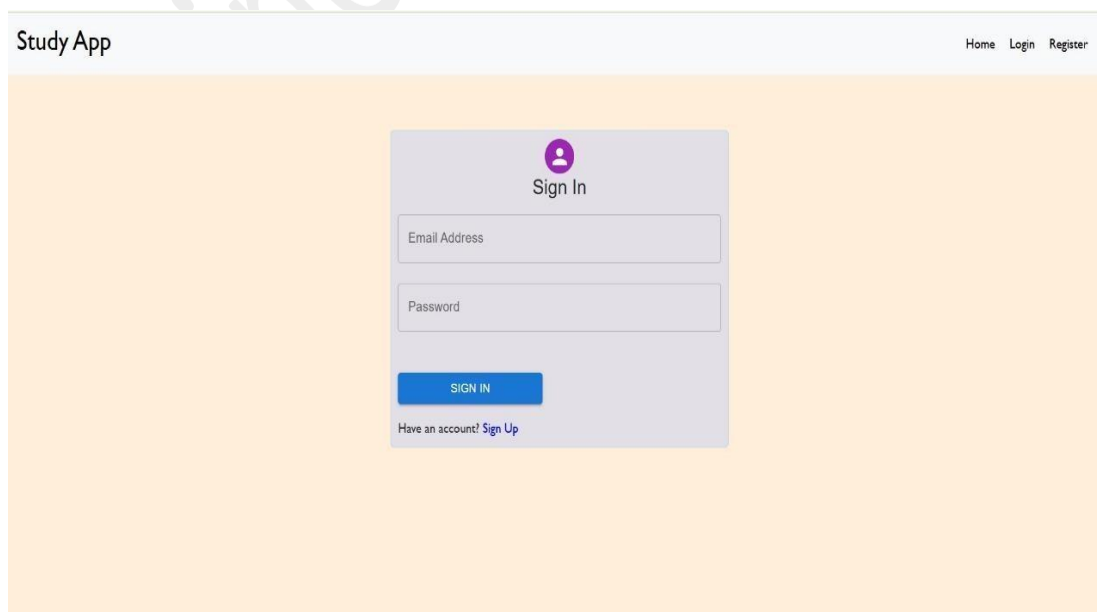 Study App
Home Login Register
Sign In
Email Address
Password
SIGN IN
Have an account? Sign Up